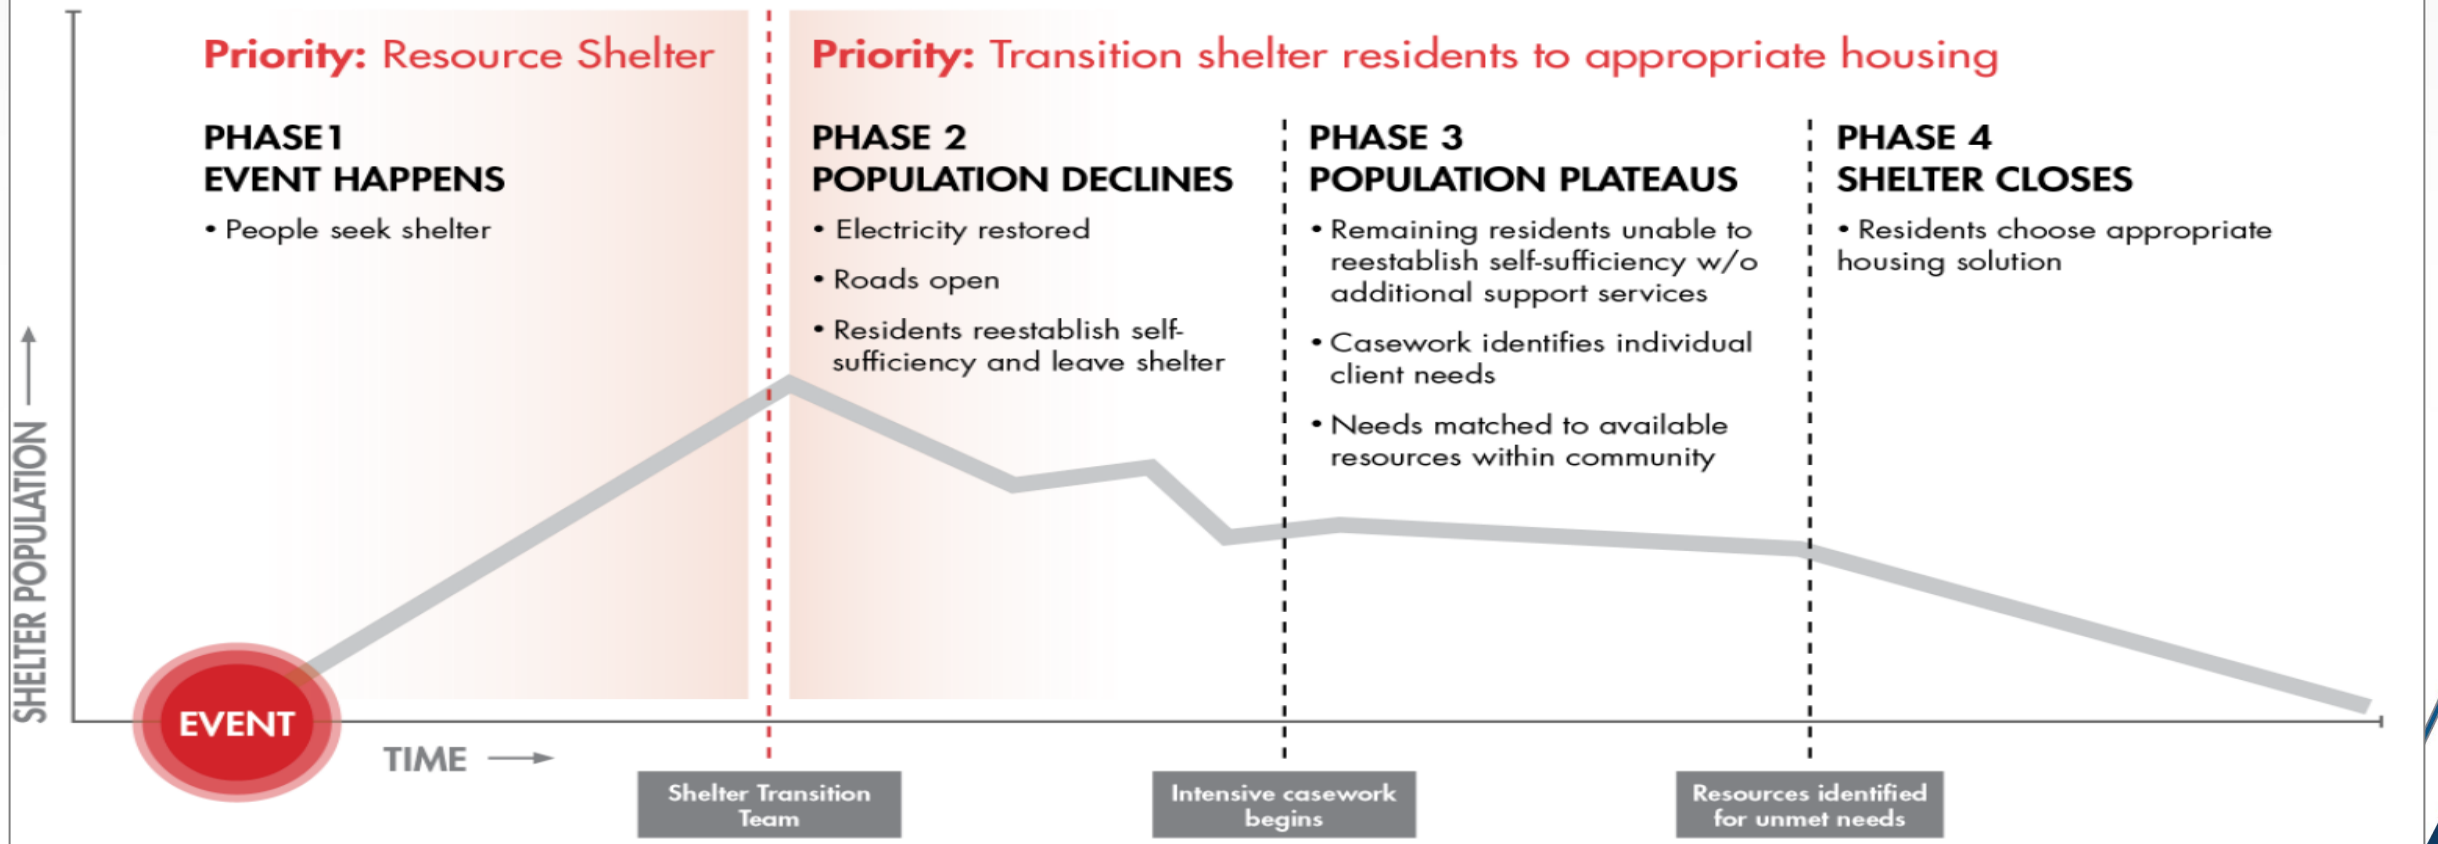 Priority: Resource Shelter
Priority: Transition shelter residents to appropriate housing
PHASE1
EVENT HAPPENS
• People seek shelter
PHASE 2
POPULATION DECLINES
• Electricity restored
• Roads open
• Residents reestablish self-
sufficiency and leave shelter
PHASE 3
POPULATION PLATEAUS
• Remaining residents unable to
reestablish self-sufficiency w/o
additional support services
• Casework identifies individual
client needs
• Needs matched to available
resources within community
PHASE 4
SHELTER CLOSES
• Residents choose appropriate
housing solution
SHELTER POPULATION
EVENT
TIME
Shelter Transition
Team
Intensive casework
begins
Resources identified
for unmet needs